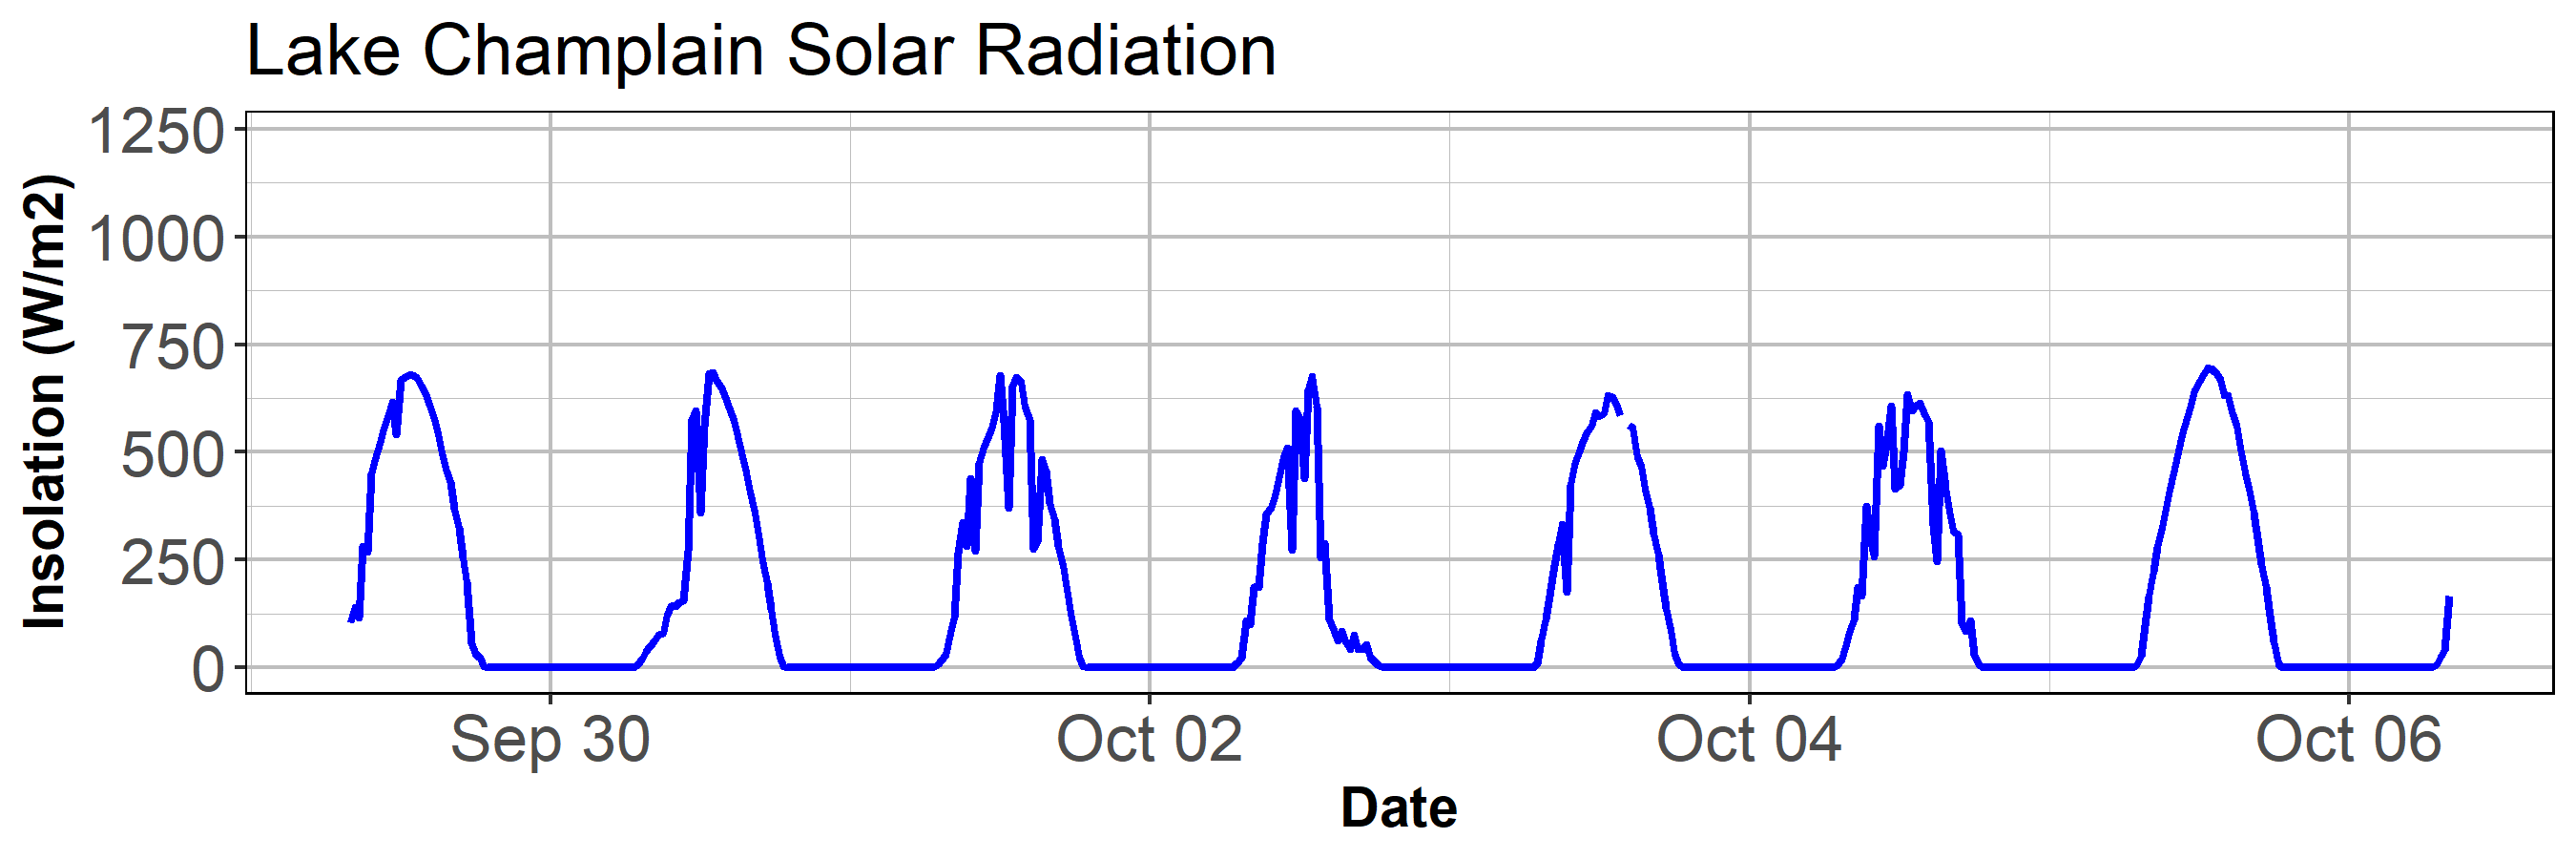 Lake Champlain Solar Radiation
1250
1000
750
500
250
0
Insolation (W/m2)
Sep 30
Oct 02
Oct 04
Oct 06
Date